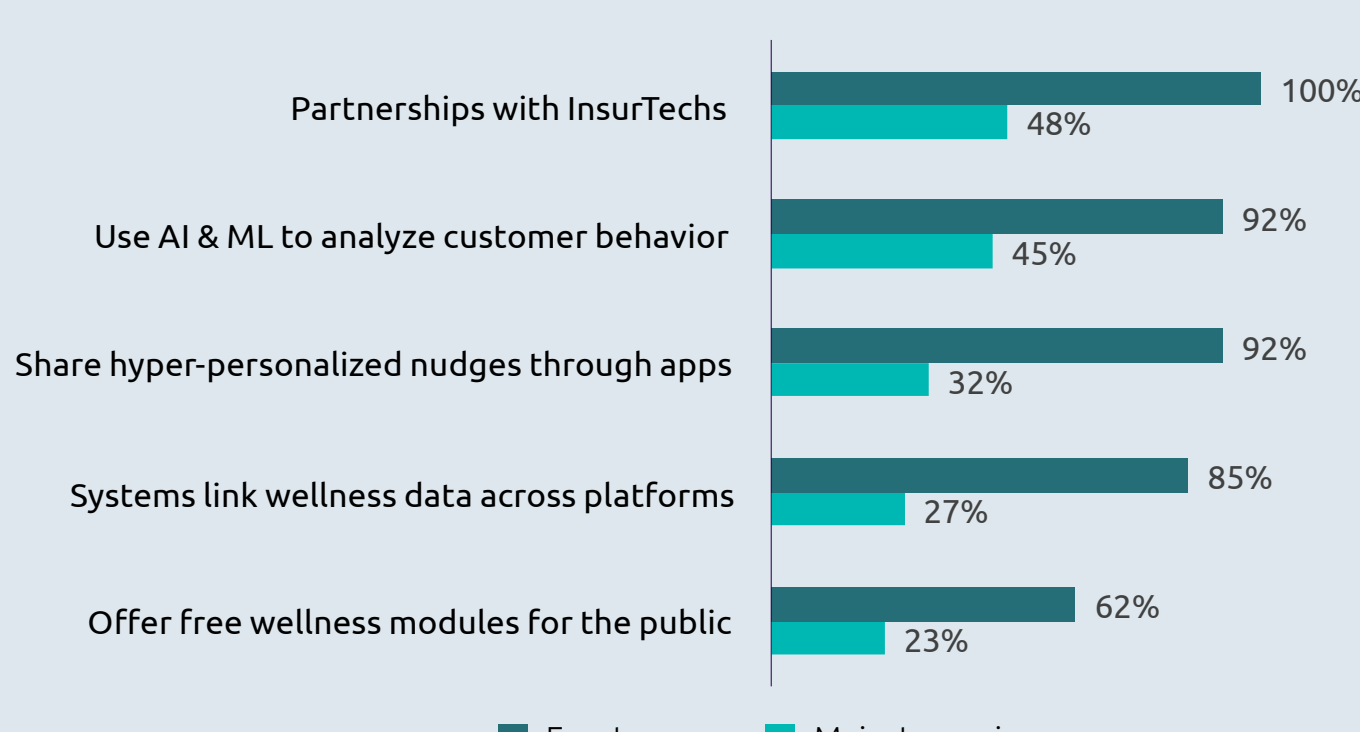 Partnerships with InsurTechs
100%
48%
Use AI & ML to analyze customer behavior
92%
45%
Share hyper-personalized nudges through apps
92%
32%
Systems link wellness data across platforms
85%
27%
Offer free wellness modules for the public
62%
23%